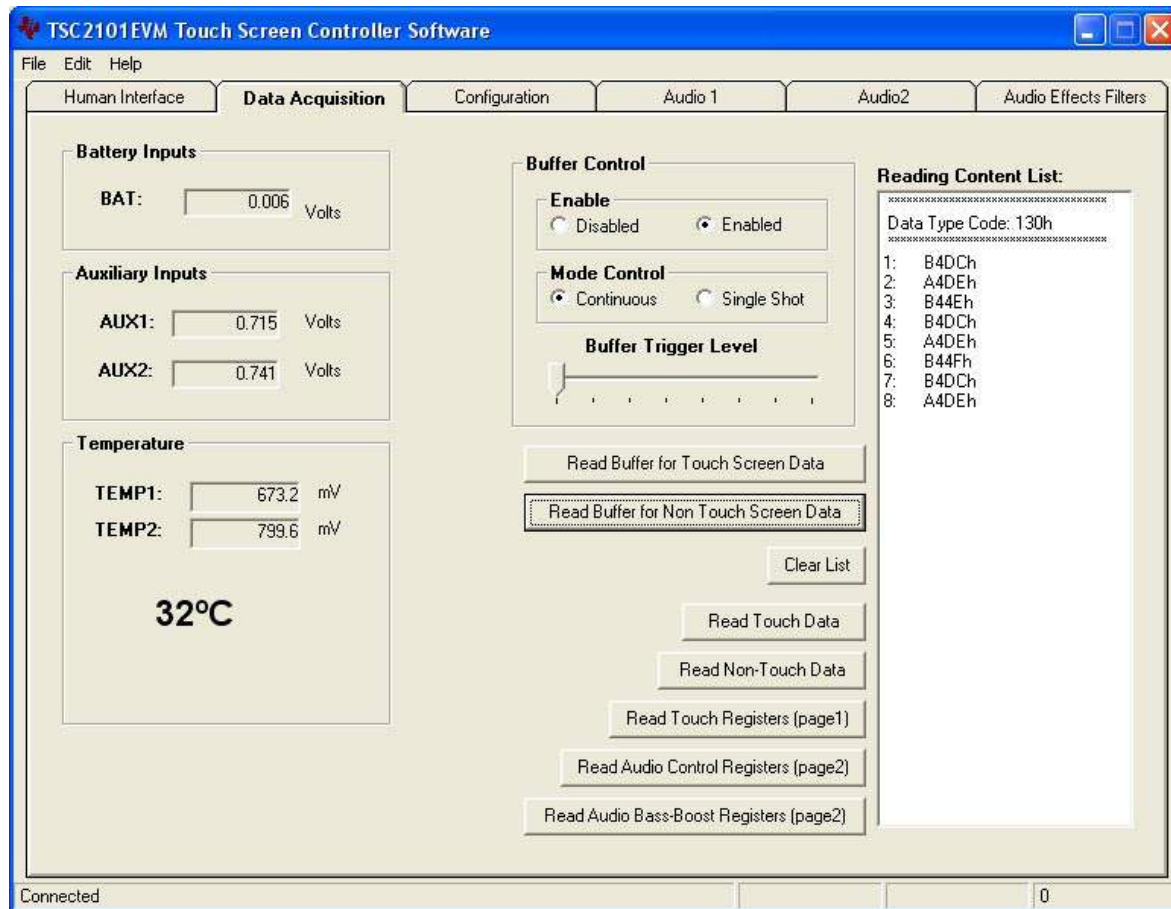 TSC2101EVM Touch Screen Controller Software
File Edit Help
Human Interface Data Acquisition Configuration Audio 1 Audio2 Audio Effects Filters
Battery Inputs
BAT: 0.006 Volts
Auxiliary Inputs
AUX1: 0.715 Volts
AUX2: 0.741 Volts
Temperature
TEMP1: 673.2 mV
TEMP2: 799.6 mV
32ºC
Buffer Control
Enable
Disabled Enabled
Mode Control
Continuous Single Shot
Buffer Trigger Level
Read Buffer for Touch Screen Data
Read Buffer for Non Touch Screen Data
Clear List
Read Touch Data
Read Non-Touch Data
Read Touch Registers (page1)
Read Audio Control Registers (page2)
Read Audio Bass-Boost Registers (page2)
Reading Content List:
Data Type Code: 130h
1: B4DCh
2: A4DEh
3: B44Eh
4: B4DCh
5: A4DEh
6: B44Fh
7: B4DCh
8: A4DEh
Connected 0